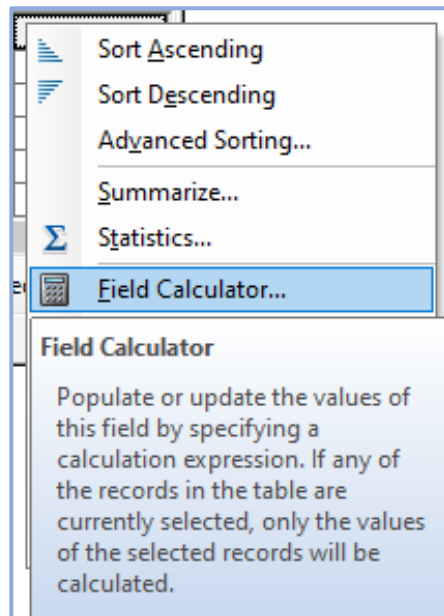 Sort Ascending
Sort Descending
Advanced Sorting...
Summarize...
Statistics...
Field Calculator...
Field Calculator
Populate or update the values of
this field by specifying a
calculation expression. If any of
the records in the table are
currently selected, only the values
of the selected records will be
calculated.